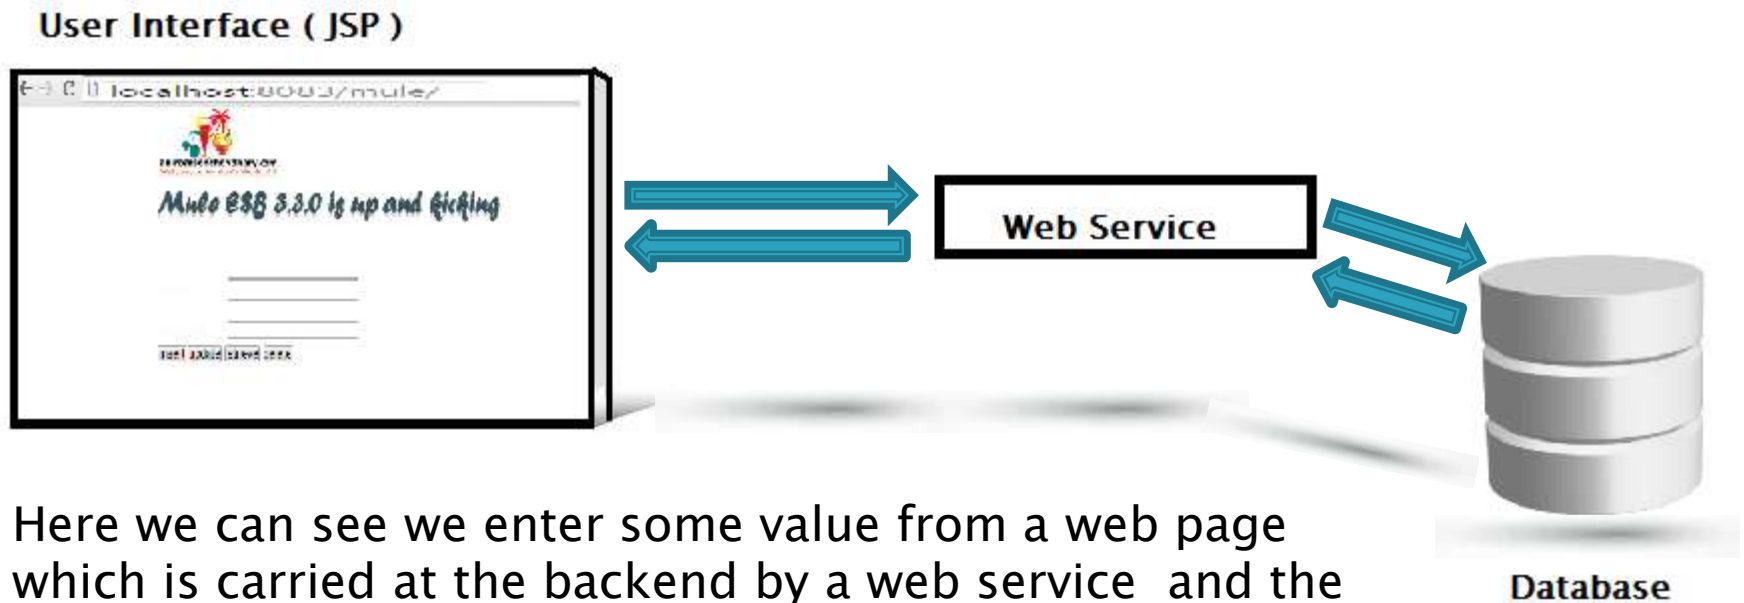 User Interface ( JSP )
localhost:8083/mule/
Mule ESB 3.3.0 is up and kicking
Web Service
Here we can see we enter some value from a web page
which is carried at the backend by a web service and the
Database